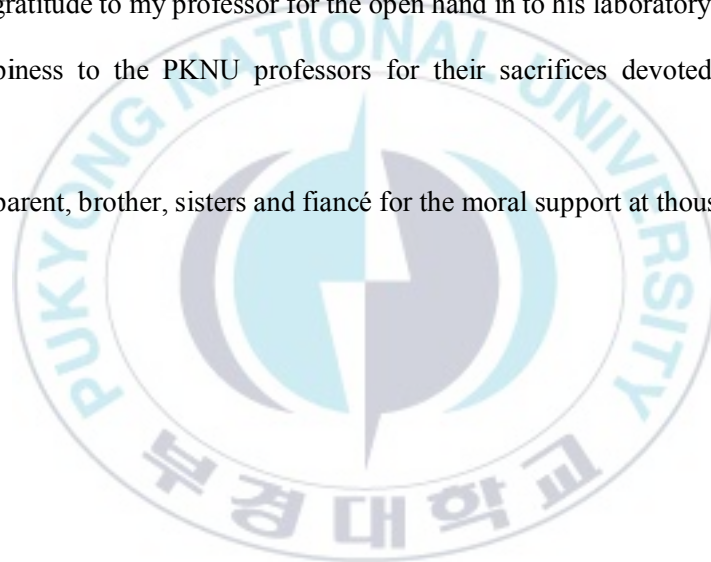 gratitude to my professor for the open hand in to his laboratory
piness to the PKNU professors for their sacrifices devoted
parent, brother, sisters and fiancé for the moral support at thous
PUKYONG NATIONAL UNIVERSITY
부경대학교